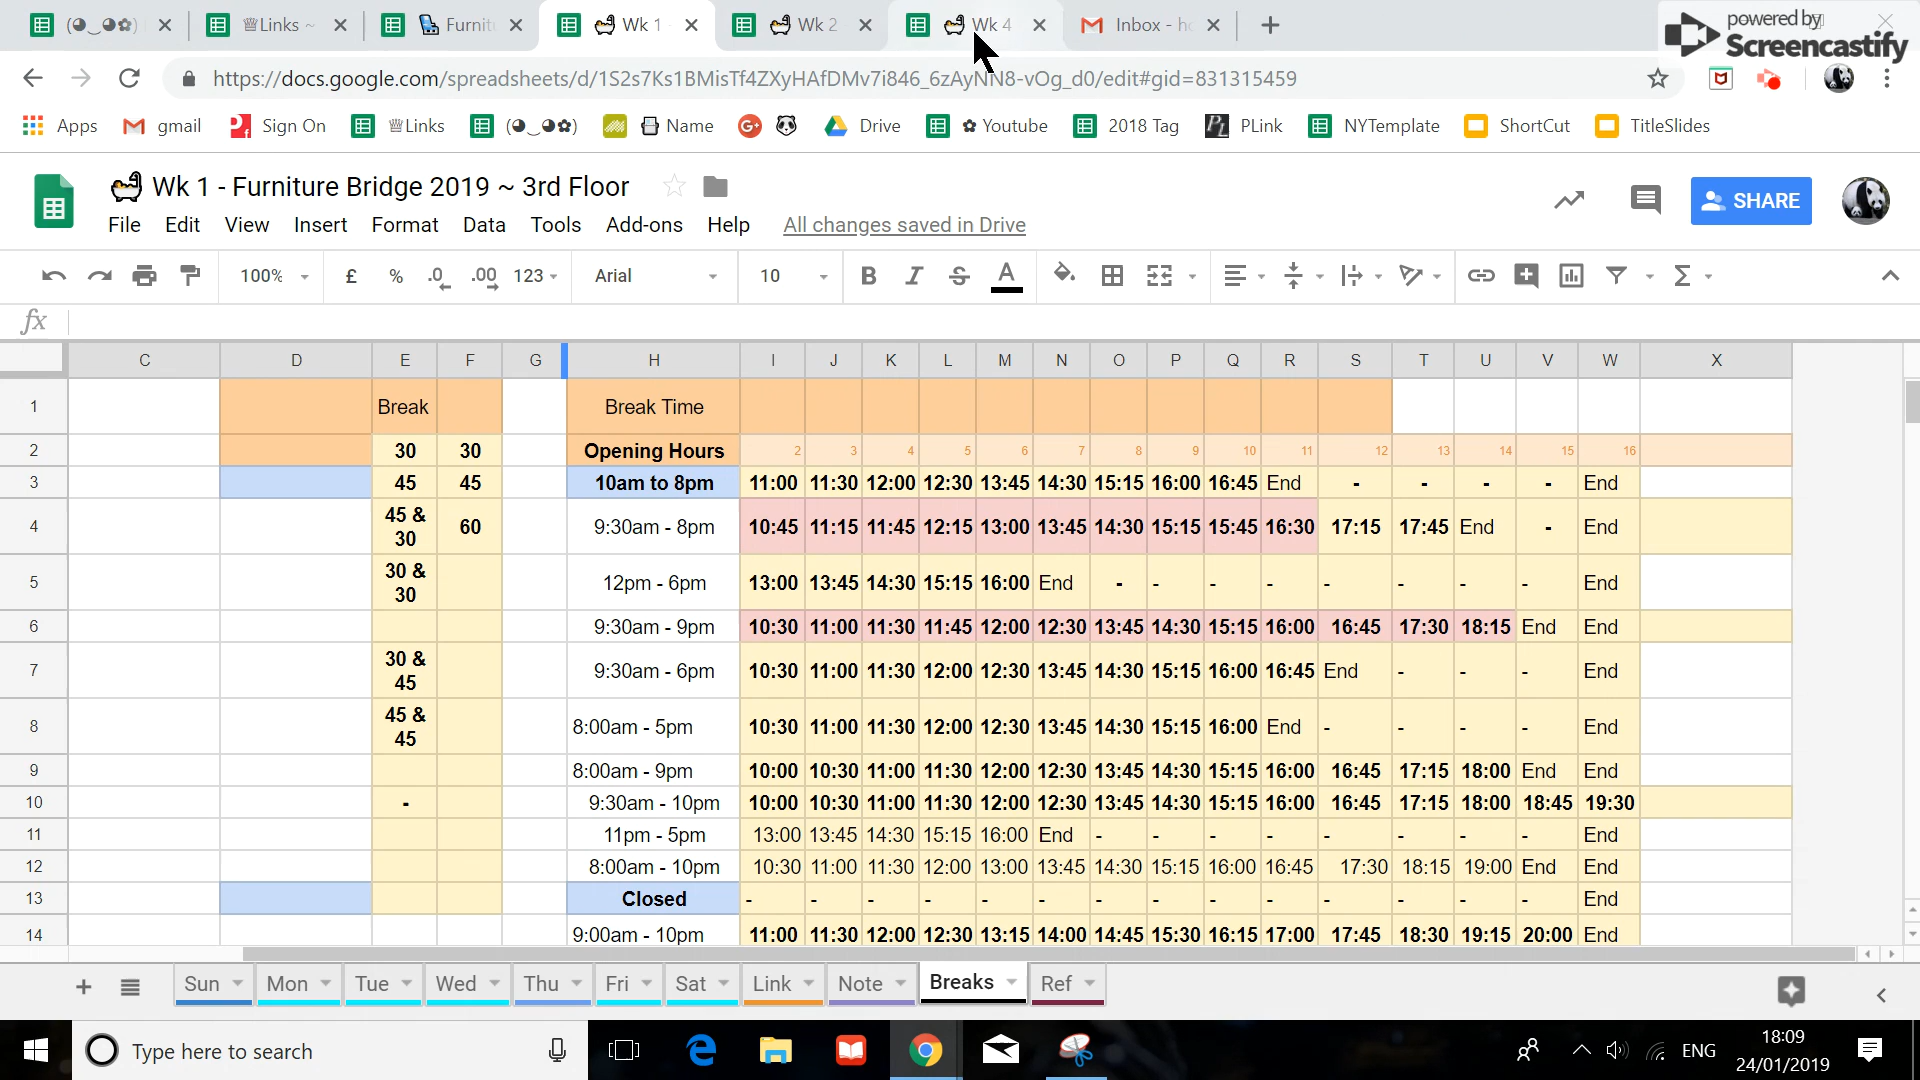 (◕‿◕✿) ♕Links ~ Furnit Wk 1 - Wk 2 Wk 4 Inbox - ho
powered by
Screencastify
https://docs.google.com/spreadsheets/d/1S2s7Ks1BMisTf4ZXyHAfDMv7i846_6zAyNN8-vOg_d0/edit#gid=831315459
Apps gmail Sign On ♕Links (◕‿◕✿) Name Drive ✿ Youtube 2018 Tag PLink NYTemplate ShortCut TitleSlides
Wk 1 - Furniture Bridge 2019 ~ 3rd Floor
SHARE
File Edit View Insert Format Data Tools Add-ons Help All changes saved in Drive
100% £ % .0 .00 123 Arial 10 B I S A Σ
fx
C D E F G H I J K L M N O P Q R S T U V W X
1 Break Break Time
2 30 30 Opening Hours 2 3 4 5 6 7 8 9 10 11 12 13 14 15 16
3 45 45 10am to 8pm 11:00 11:30 12:00 12:30 13:45 14:30 15:15 16:00 16:45 End - - - - End
4 45 & 30 60 9:30am - 8pm 10:45 11:15 11:45 12:15 13:00 13:45 14:30 15:15 15:45 16:30 17:15 17:45 End - End
5 30 & 30 12pm - 6pm 13:00 13:45 14:30 15:15 16:00 End - - - - - - - - End
6 9:30am - 9pm 10:30 11:00 11:30 11:45 12:00 12:30 13:45 14:30 15:15 16:00 16:45 17:30 18:15 End End
7 30 & 45 9:30am - 6pm 10:30 11:00 11:30 12:00 12:30 13:45 14:30 15:15 16:00 16:45 End - - - End
8 45 & 45 8:00am - 5pm 10:30 11:00 11:30 12:00 12:30 13:45 14:30 15:15 16:00 End - - - - End
9 8:00am - 9pm 10:00 10:30 11:00 11:30 12:00 12:30 13:45 14:30 15:15 16:00 16:45 17:15 18:00 End End
10 - 9:30am - 10pm 10:00 10:30 11:00 11:30 12:00 12:30 13:45 14:30 15:15 16:00 16:45 17:15 18:00 18:45 19:30
11 11pm - 5pm 13:00 13:45 14:30 15:15 16:00 End - - - - - - - - End
12 8:00am - 10pm 10:30 11:00 11:30 12:00 13:00 13:45 14:30 15:15 16:00 16:45 17:30 18:15 19:00 End End
13 Closed - - - - - - - - - - - - - - End
14 9:00am - 10pm 11:00 11:30 12:00 12:30 13:15 14:00 14:45 15:30 16:15 17:00 17:45 18:30 19:15 20:00 End
Sun Mon Tue Wed Thu Fri Sat Link Note Breaks Ref
Type here to search
ENG
18:09
24/01/2019